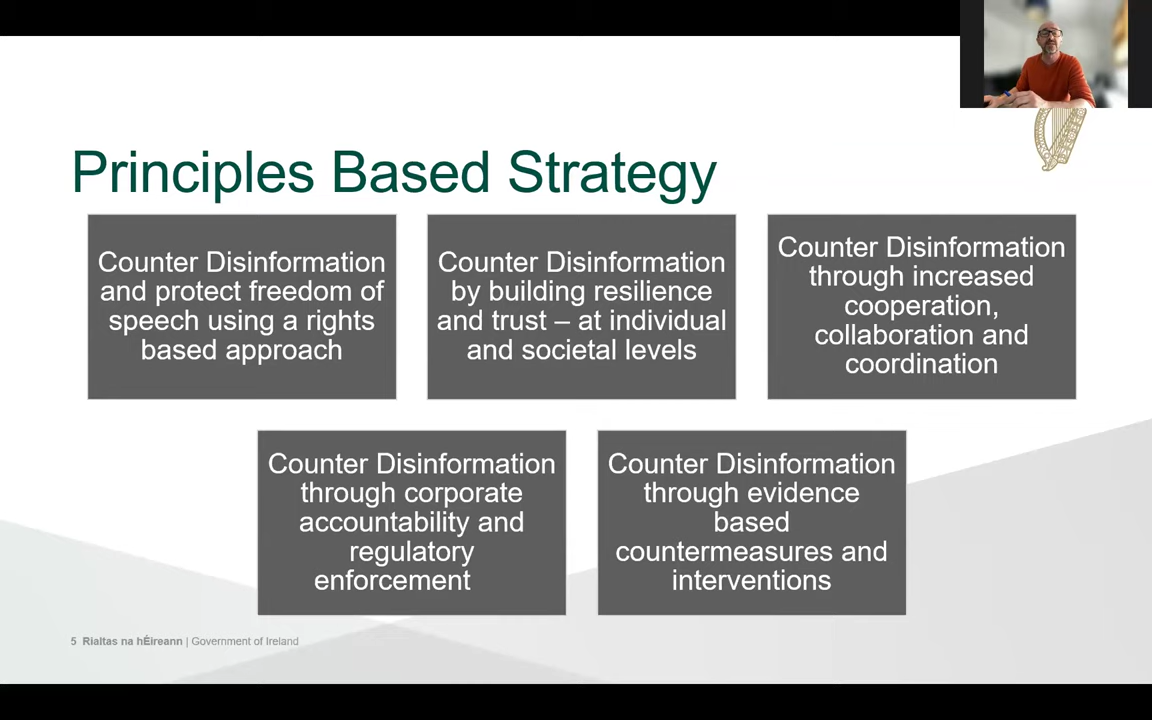 Principles Based Strategy
Counter Disinformation
and protect freedom of
speech using a rights
based approach
Counter Disinformation
by building resilience
and trust – at individual
and societal levels
Counter Disinformation
through increased
cooperation,
collaboration and
coordination
Counter Disinformation
through corporate
accountability and
regulatory
enforcement
Counter Disinformation
through evidence
based
countermeasures and
interventions
5 Rialtas na hÉireann | Government of Ireland